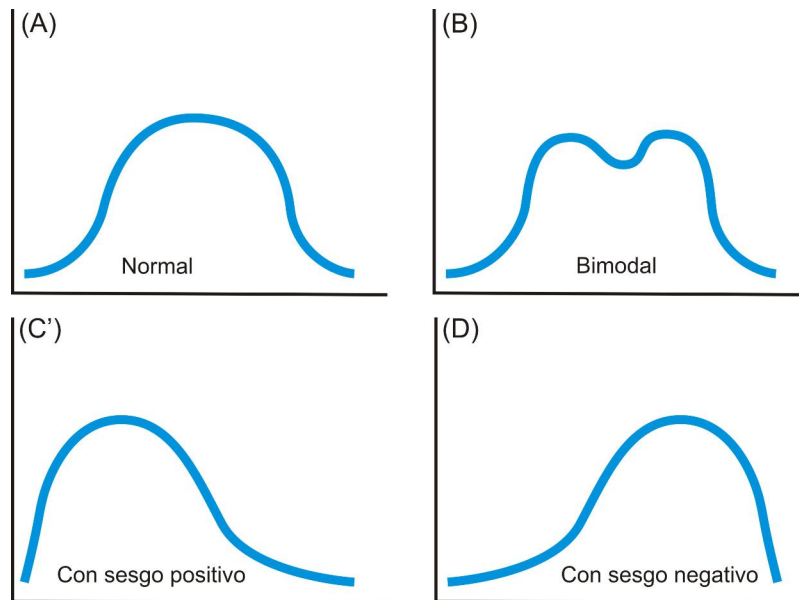 (A)
Normal
(B)
Bimodal
(C’)
Con sesgo positivo
(D)
Con sesgo negativo